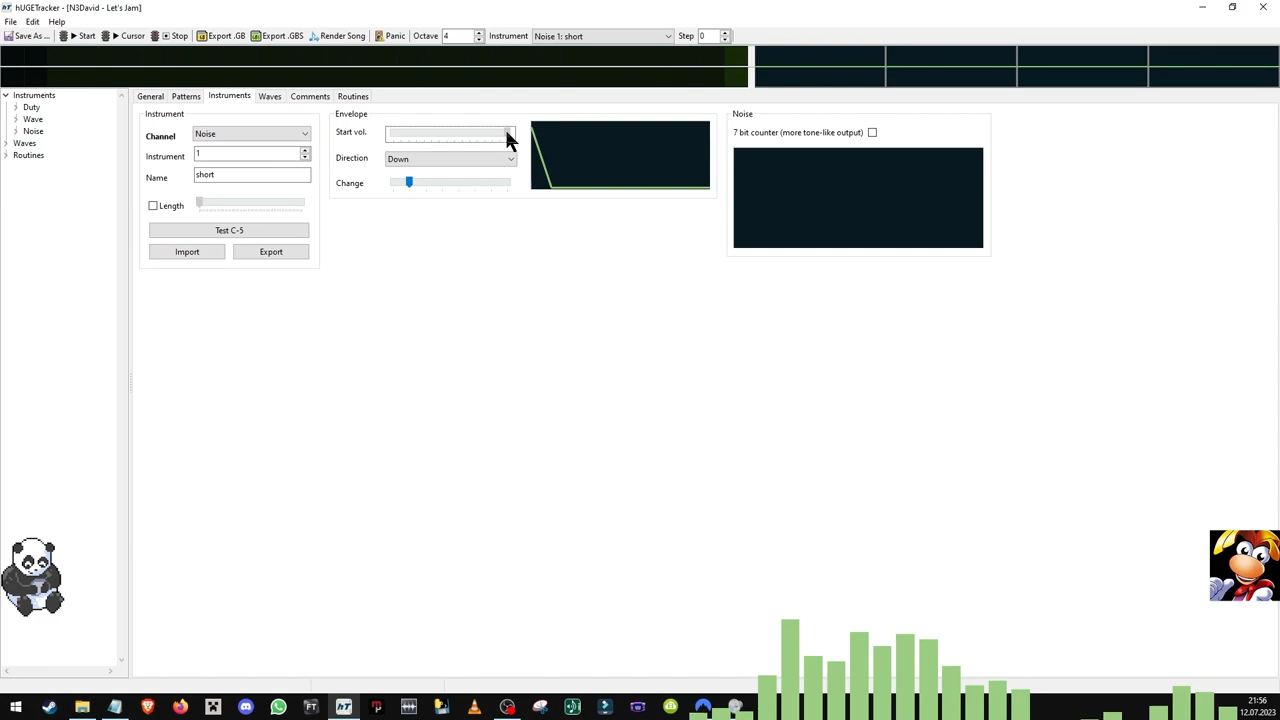 hUGETracker - [N3David - Let's Jam]
File Edit Help
Save As ... Start Cursor Stop Export .GB Export .GBS Render Song Panic Octave 4 Instrument Noise 1: short Step 0
Instruments
Duty
Wave
Noise
Waves
Routines
General Patterns Instruments Waves Comments Routines
Instrument
Channel Noise
Instrument 1
Name short
Length
Test C-5
Import Export
Envelope
Start vol.
Direction Down
Change
Noise
7 bit counter (more tone-like output)
FT hT
21:56
12.07.2023